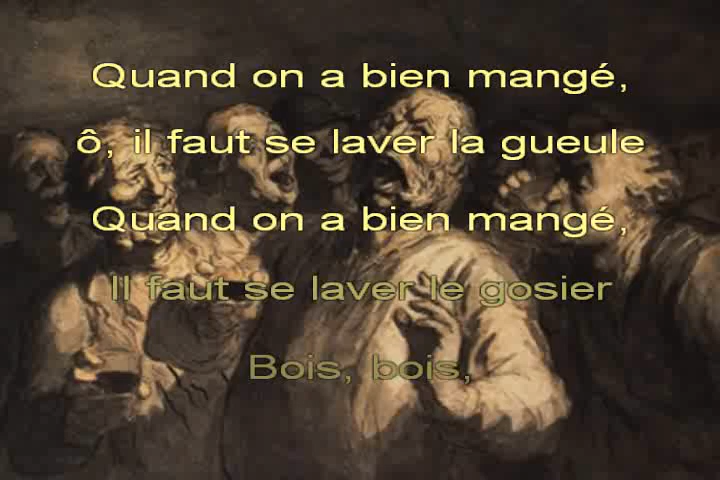 Quand on a bien mangé,
ô, il faut se laver la gueule
Quand on a bien mangé,
Il faut se laver le gosier
Bois, bois,